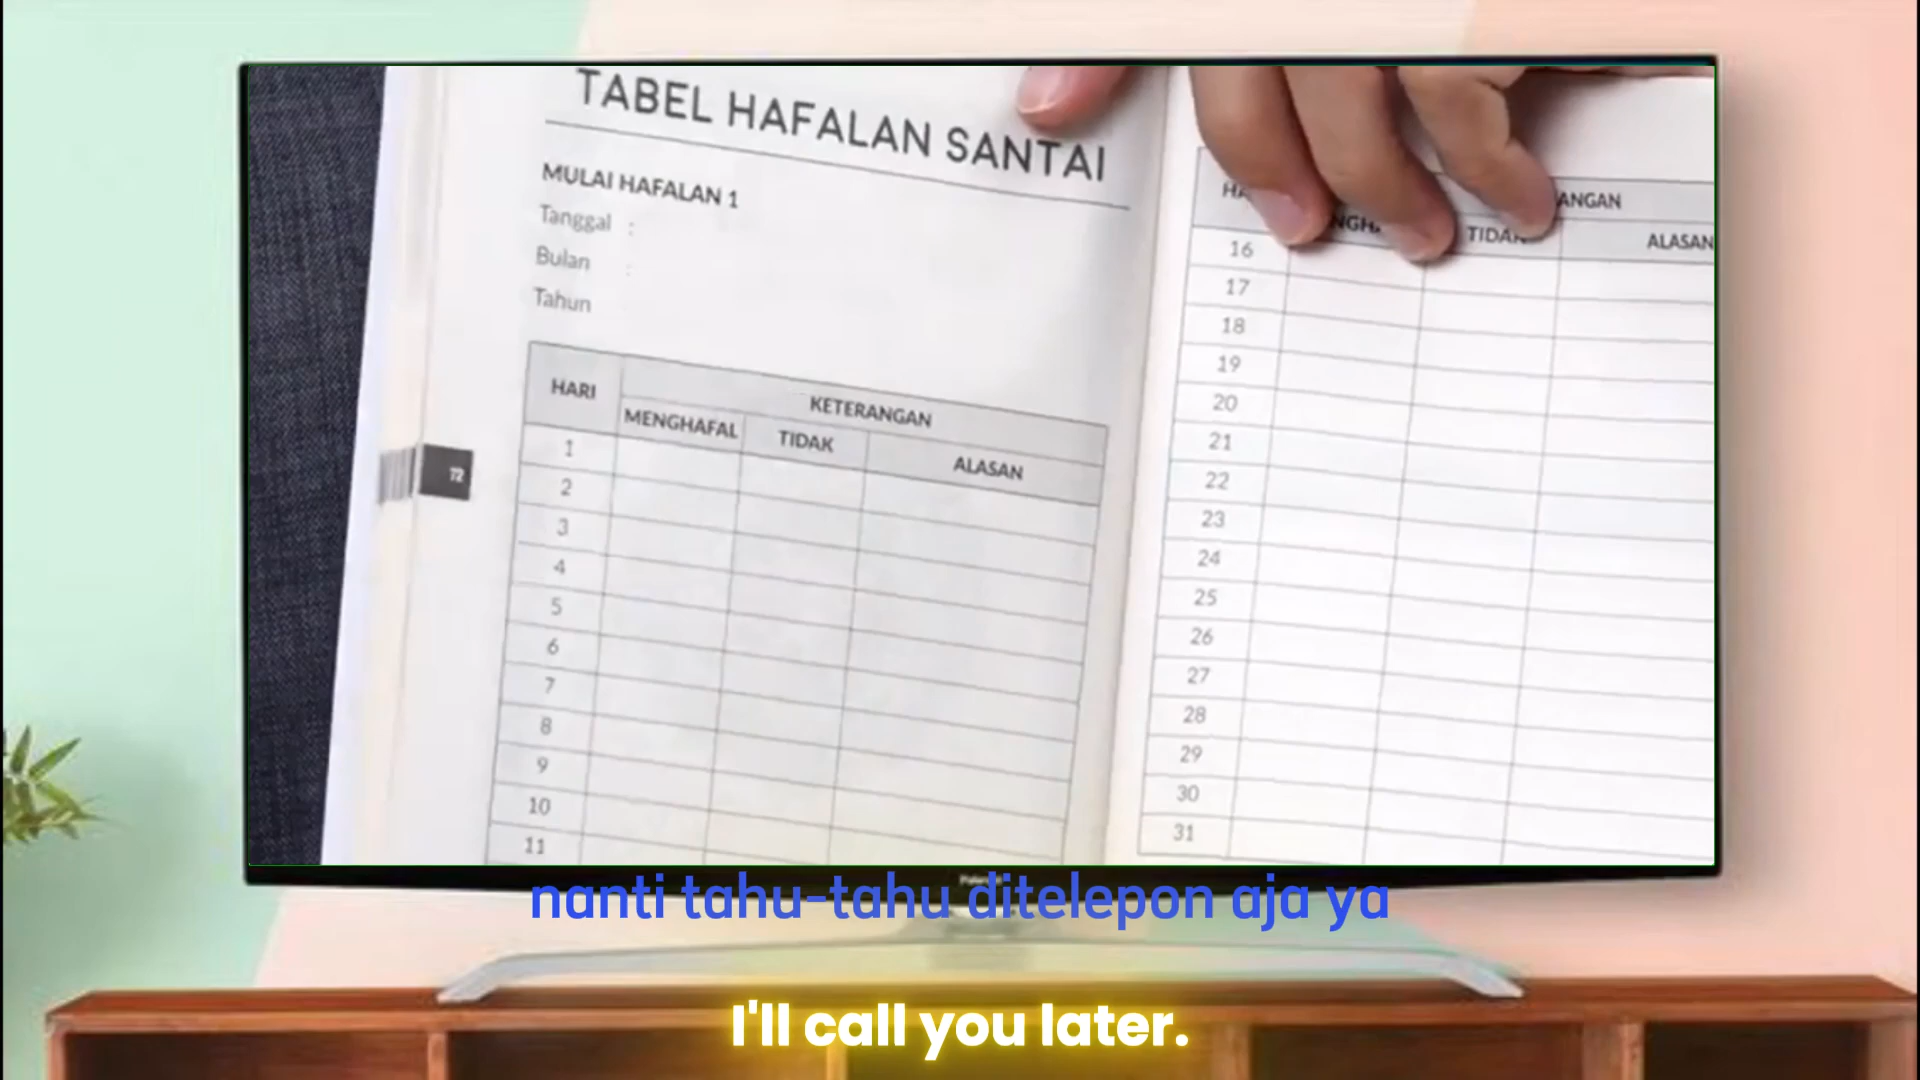 TABEL HAFALAN SANTAI
MULAI HAFALAN 1
Tanggal :
Bulan :
Tahun
HARI
KETERANGAN
MENGHAFAL
TIDAK
ALASAN
1
2
3
4
5
6
7
8
9
10
11
72
TIDAK
ALASAN
16
17
18
19
20
21
22
23
24
25
26
27
28
29
30
31
nanti tahu-tahu ditelepon aja ya
I'll call you later.